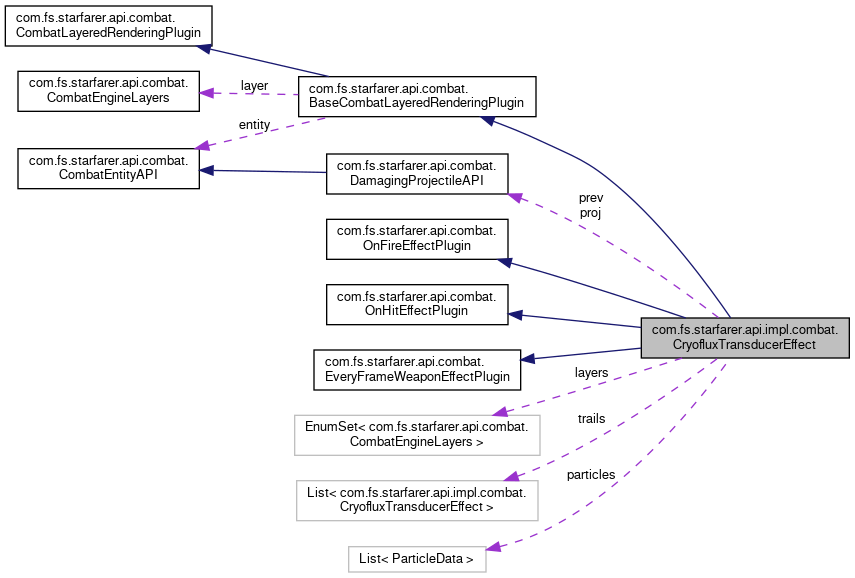 com.fs.starfarer.api.combat.
CombatLayeredRenderingPlugin
com.fs.starfarer.api.combat.
CombatEngineLayers
layer
com.fs.starfarer.api.combat.
BaseCombatLayeredRenderingPlugin
entity
com.fs.starfarer.api.combat.
CombatEntityAPI
com.fs.starfarer.api.combat.
DamagingProjectileAPI
prev
proj
com.fs.starfarer.api.combat.
OnFireEffectPlugin
com.fs.starfarer.api.combat.
OnHitEffectPlugin
com.fs.starfarer.api.impl.combat.
CryofluxTransducerEffect
com.fs.starfarer.api.combat.
EveryFrameWeaponEffectPlugin
layers
EnumSet< com.fs.starfarer.api.combat.
CombatEngineLayers >
trails
List< com.fs.starfarer.api.impl.combat.
CryofluxTransducerEffect >
particles
List< ParticleData >